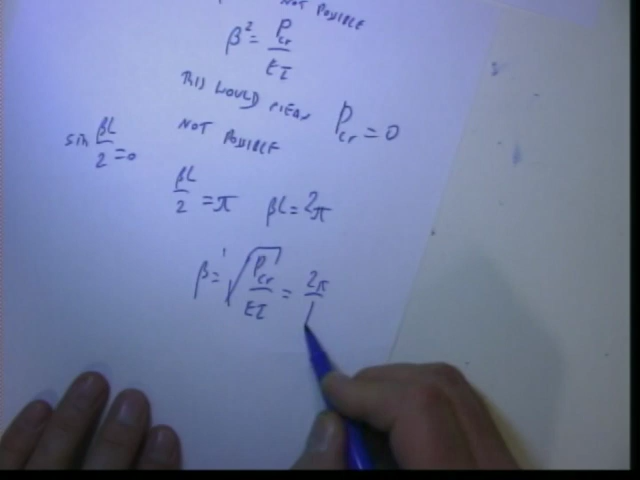 NOT POSSIBLE
β² = Pcr / EI
THIS WOULD MEAN Pcr = 0
NOT POSSIBLE
sin βL/2 = 0
βL/2 = π βL = 2π
β = √(Pcr/EI) = 2π/L